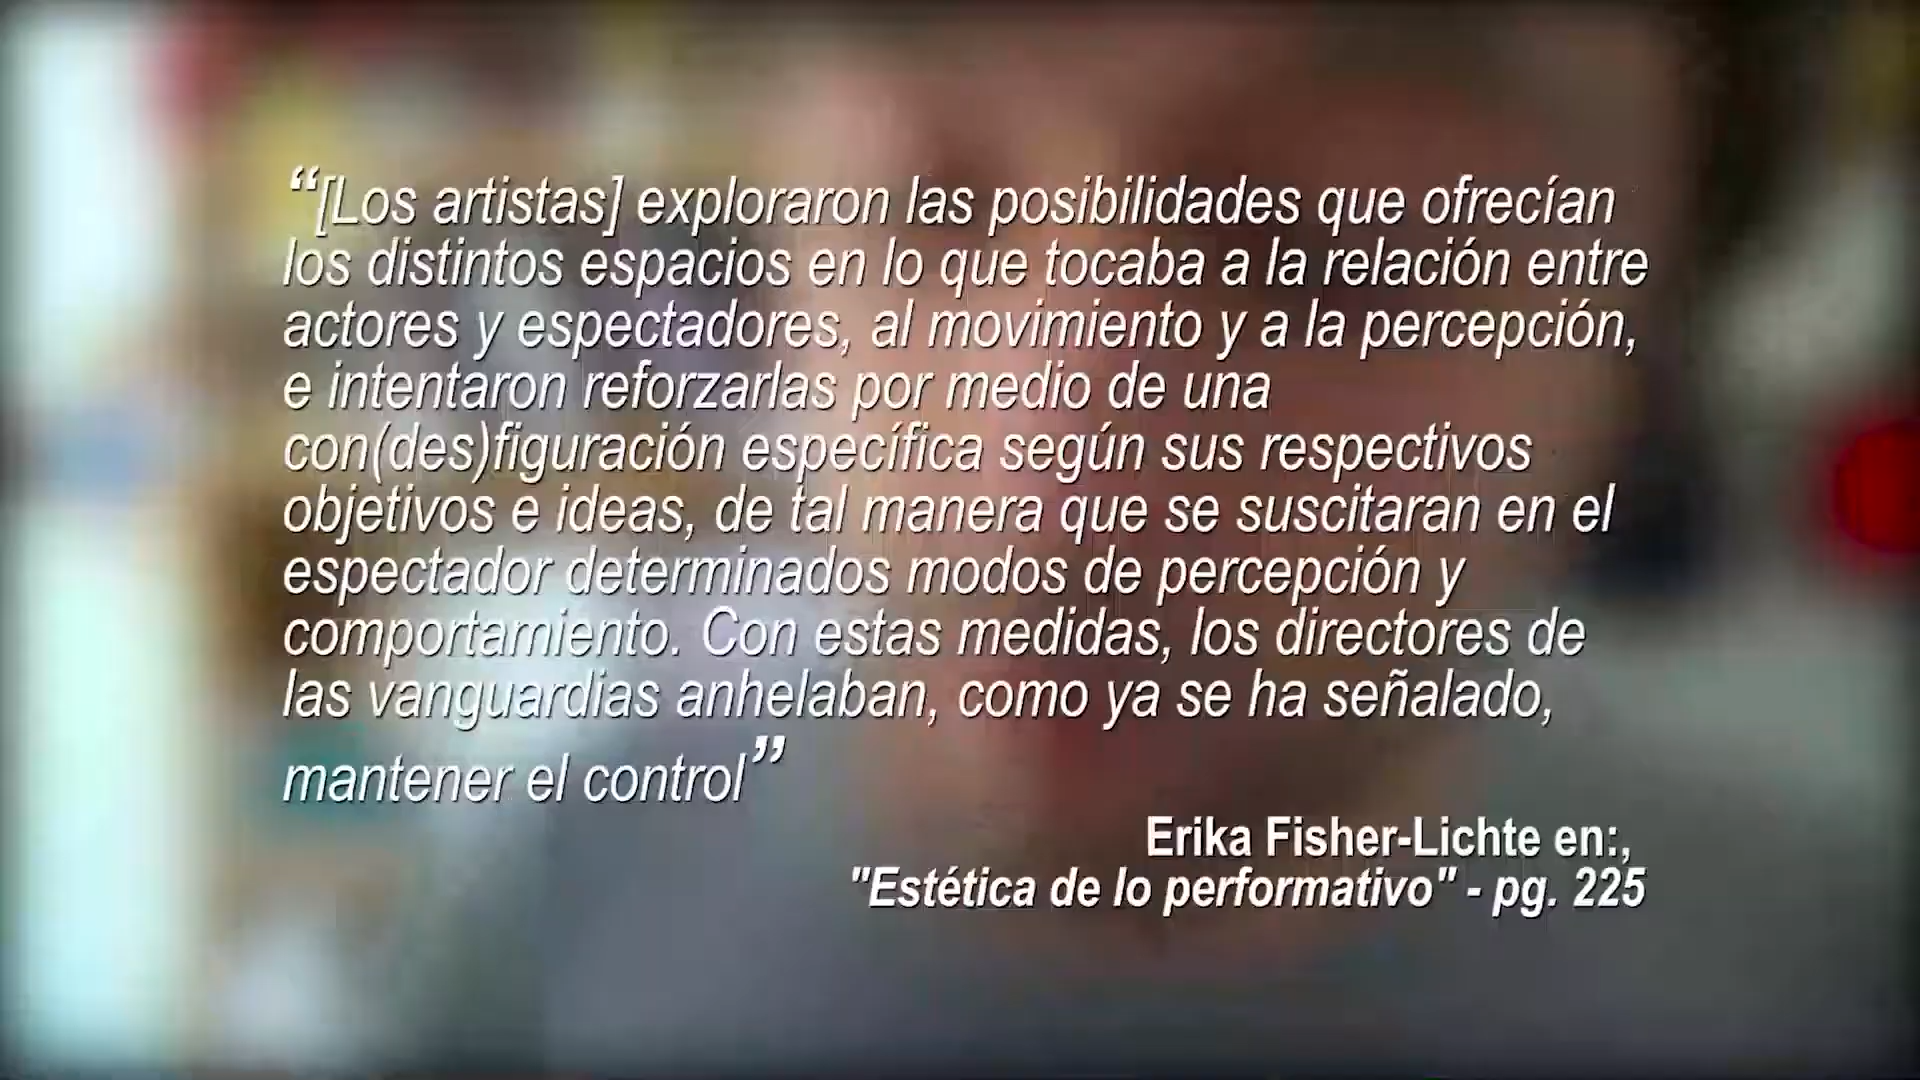 “[Los artistas] exploraron las posibilidades que ofrecían
los distintos espacios en lo que tocaba a la relación entre
actores y espectadores, al movimiento y a la percepción,
e intentaron reforzarlas por medio de una
con(des)figuración específica según sus respectivos
objetivos e ideas, de tal manera que se suscitaran en el
espectador determinados modos de percepción y
comportamiento. Con estas medidas, los directores de
las vanguardias anhelaban, como ya se ha señalado,
mantener el control”
Erika Fisher-Lichte en:,
"Estética de lo performativo" - pg. 225